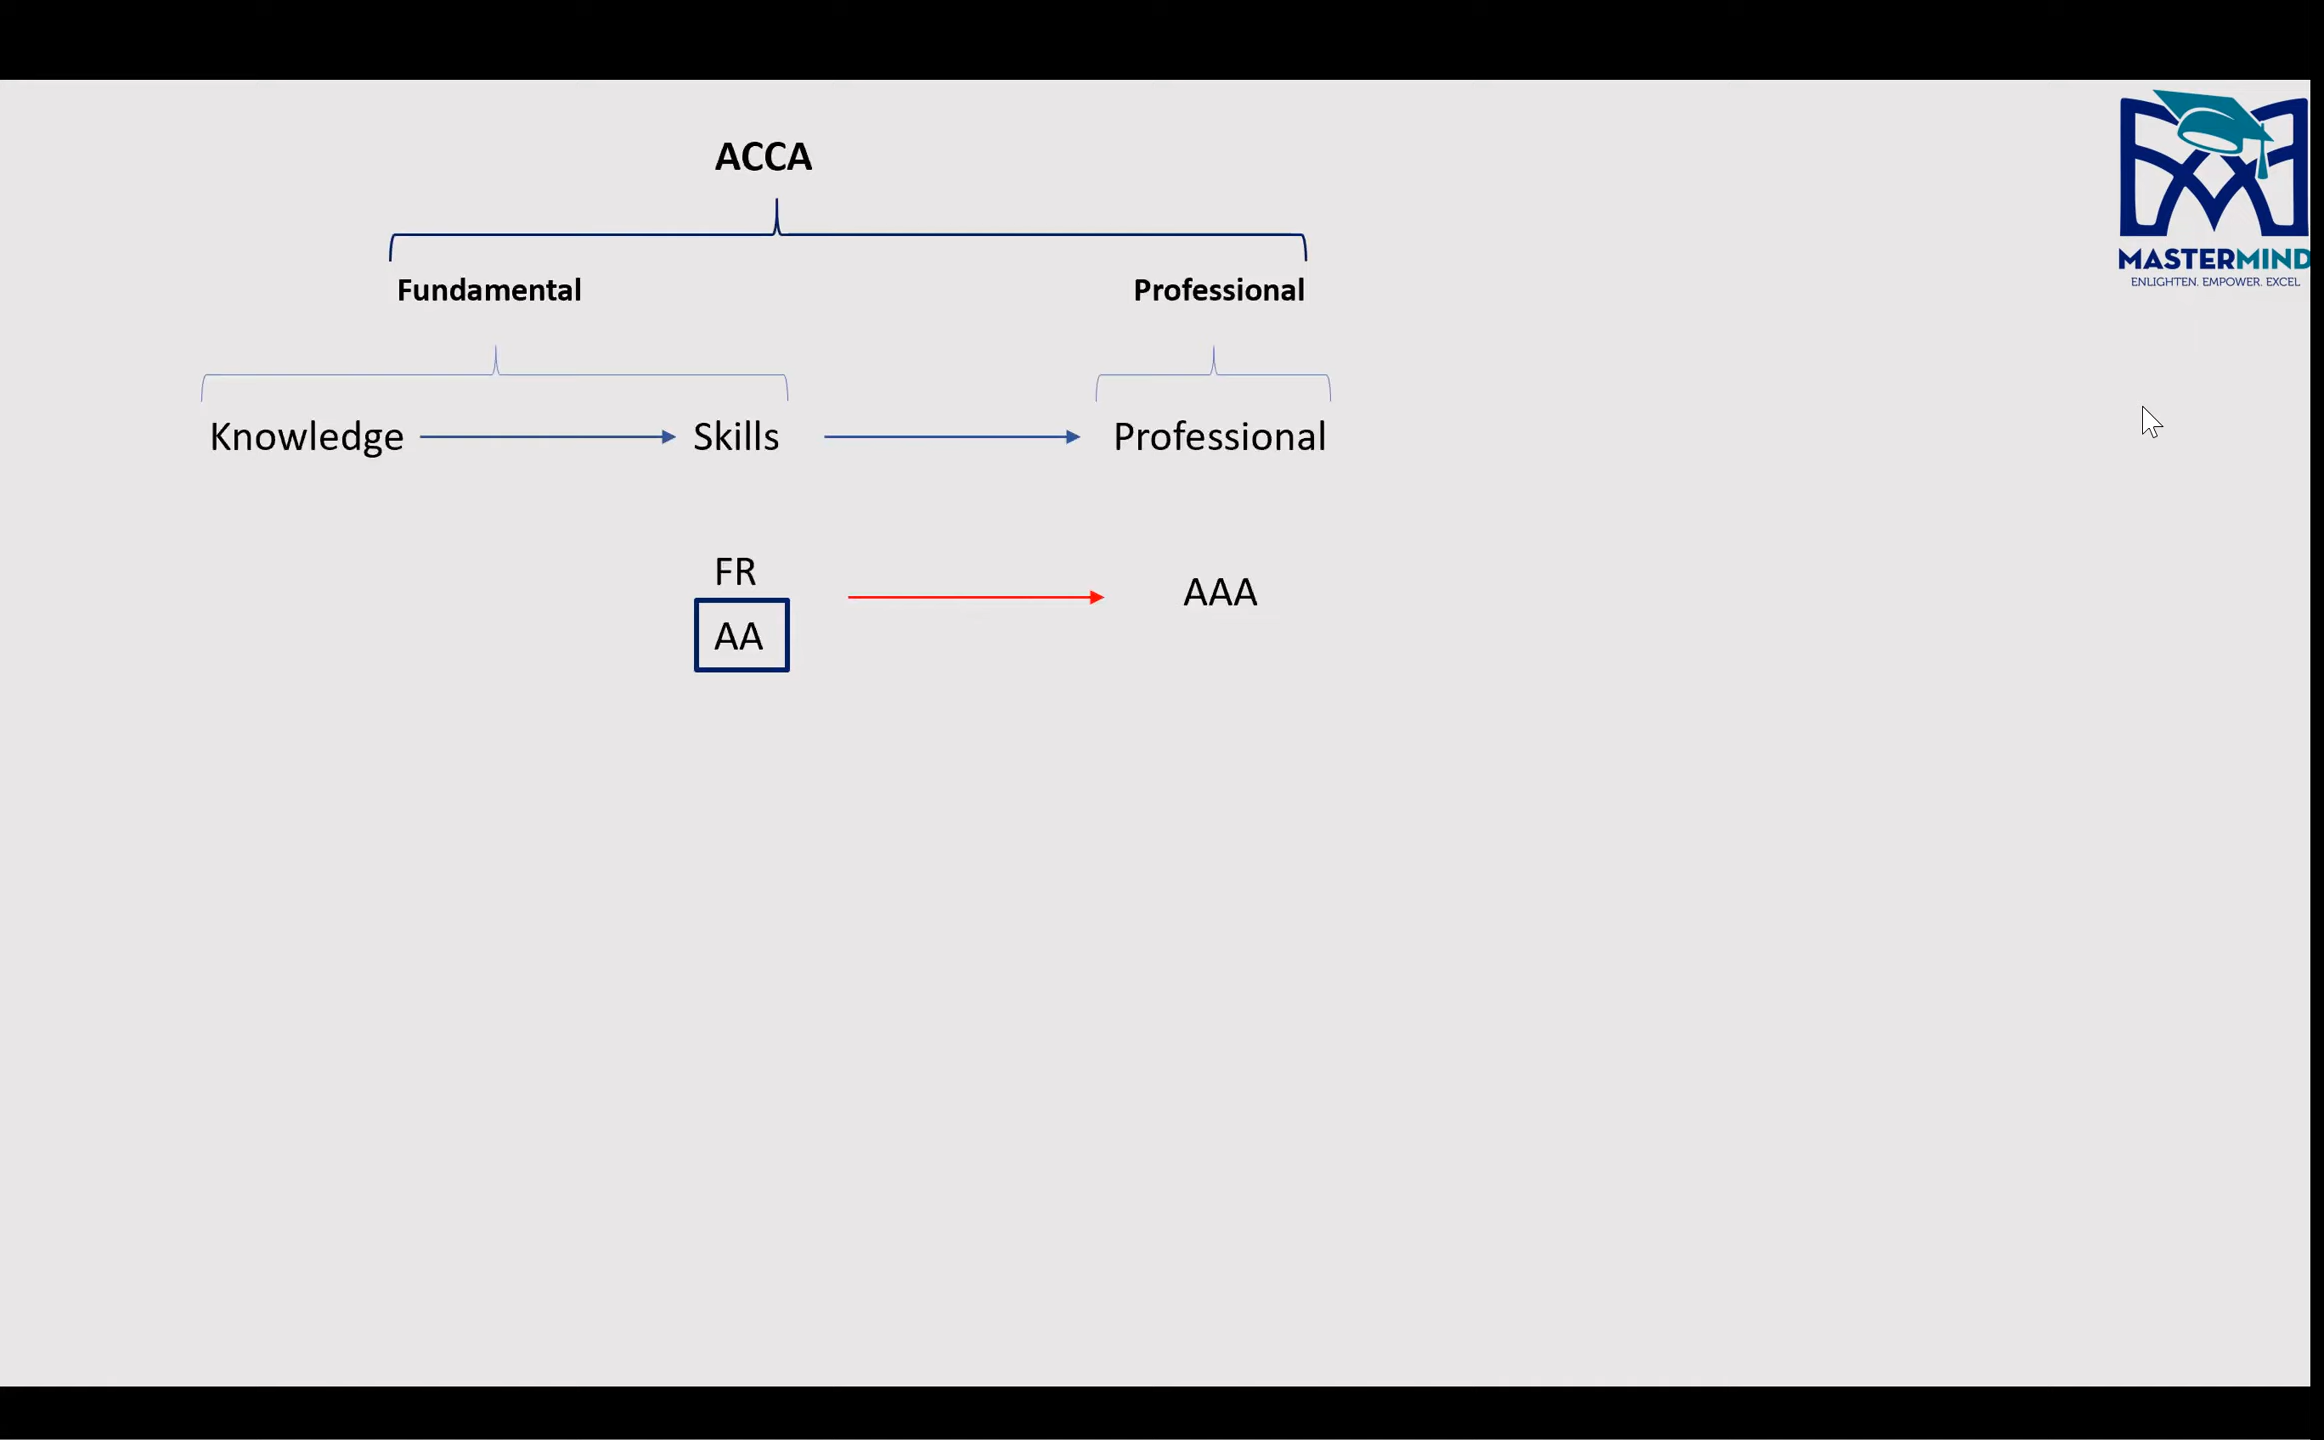 ACCA
MASTERMIND
ENLIGHTEN. EMPOWER. EXCEL
Fundamental
Professional
Knowledge
Skills
Professional
FR
AA
AAA